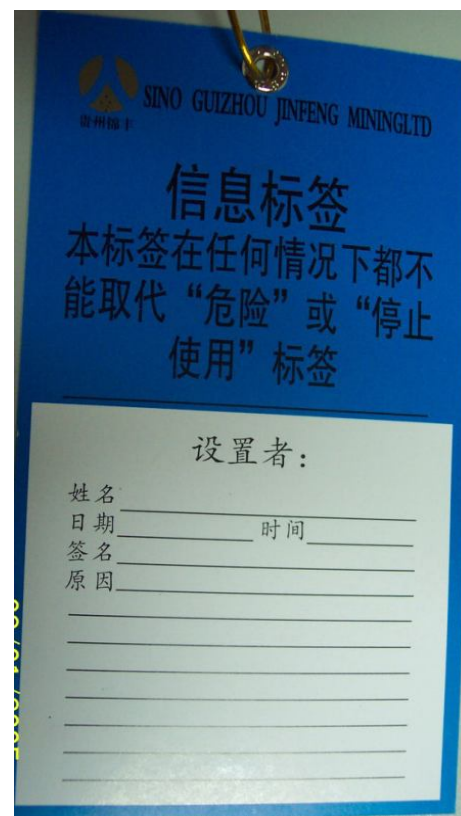 SINO GUIZHOU JINFENG MININGLTD
贵州锦丰
信息标签
本标签在任何情况下都不
能取代“危险”或“停止
使用”标签
设置者:
姓名
日期 时间
签名
原因